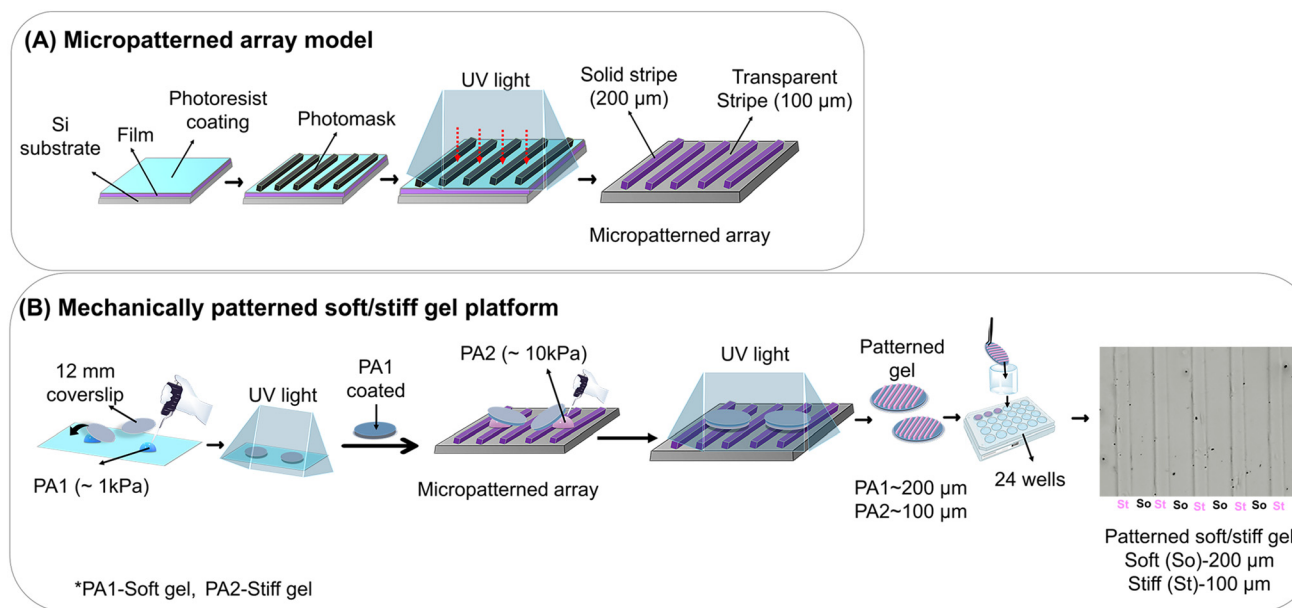 (A) Micropatterned array model
Si
substrate
Film
Photoresist
coating
Photomask
UV light
Solid stripe
(200 μm)
Transparent
Stripe (100 μm)
Micropatterned array
(B) Mechanically patterned soft/stiff gel platform
12 mm
coverslip
PA1 (~ 1kPa)
UV light
PA1
coated
PA2 (~ 10kPa)
Micropatterned array
UV light
Patterned
gel
PA1~200 μm
PA2~100 μm
24 wells
St So St So St So St So St
Patterned soft/stiff gel
Soft (So)-200 μm
Stiff (St)-100 μm
*PA1-Soft gel, PA2-Stiff gel